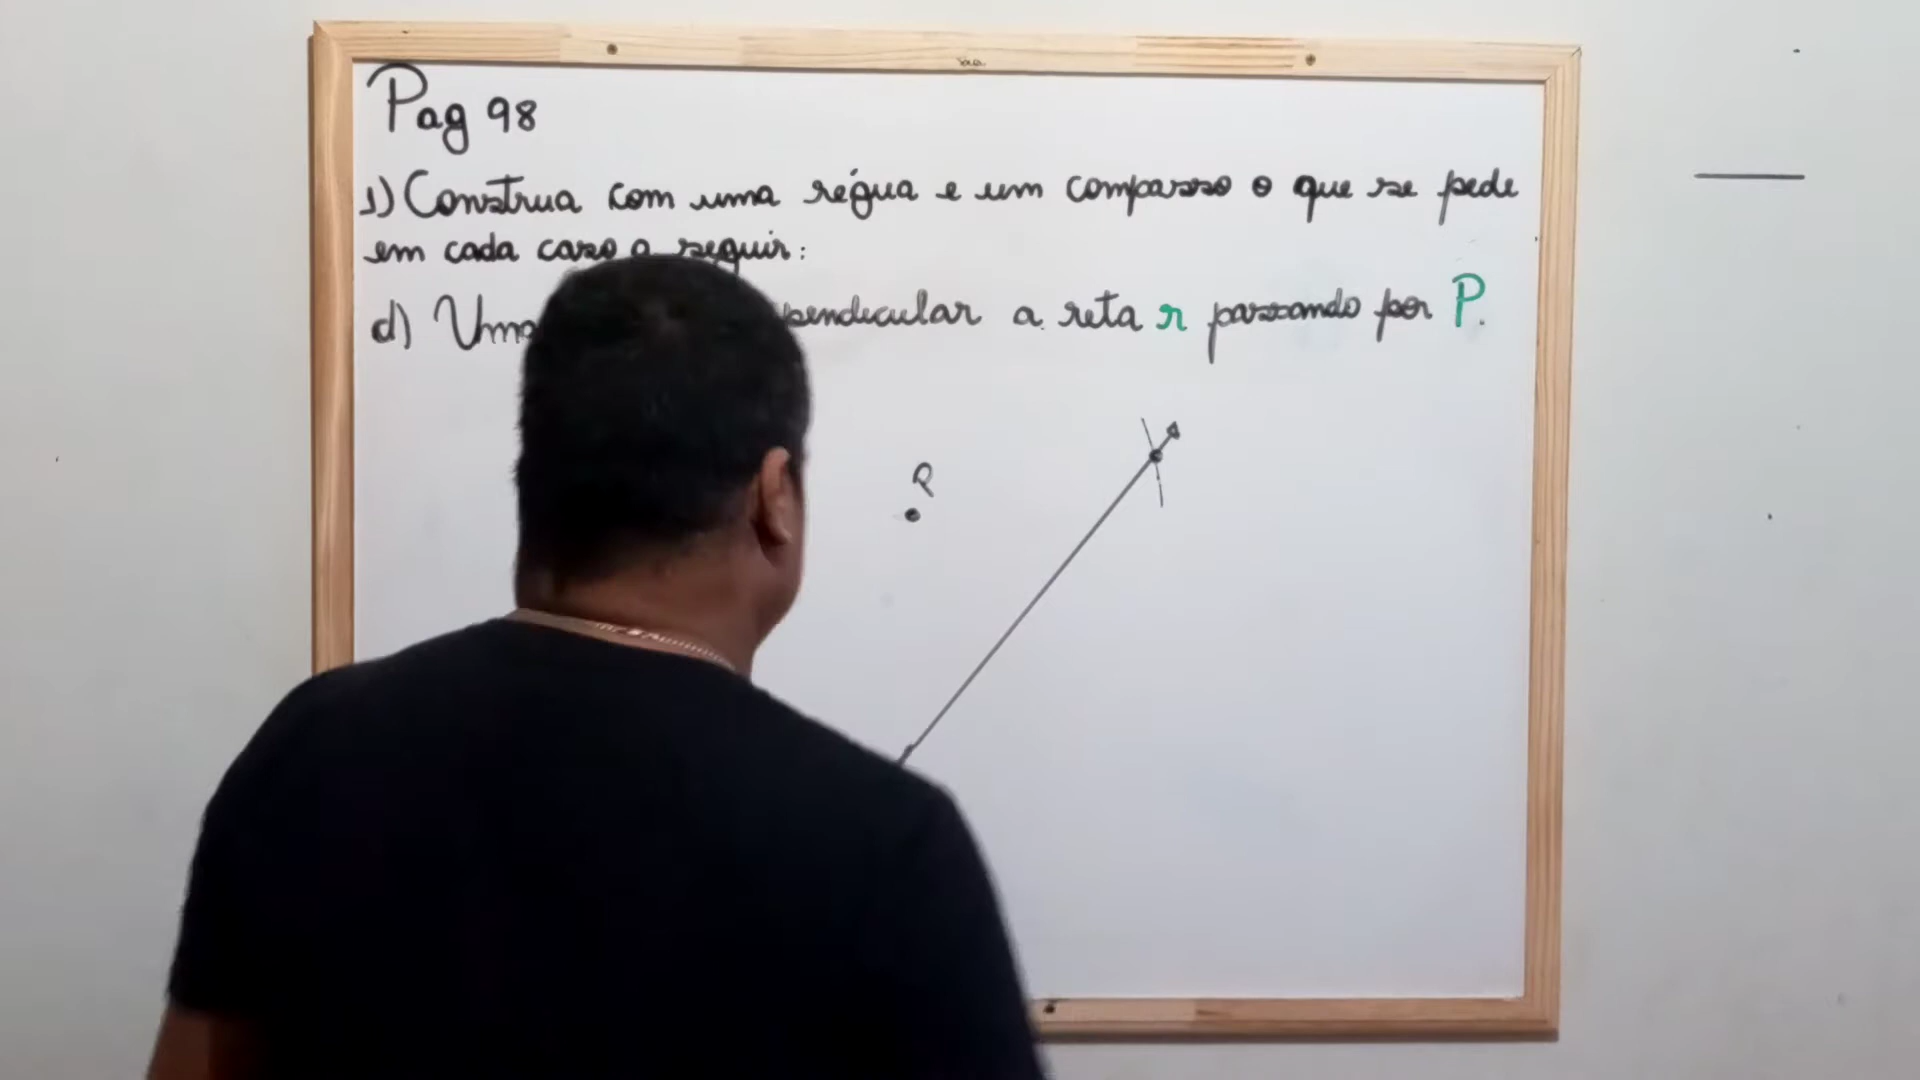 Pag 98
1) Construa com uma régua e um compasso o que se pede
em cada caso a seguir:
d) Uma pendicular a reta r passando por P.
P